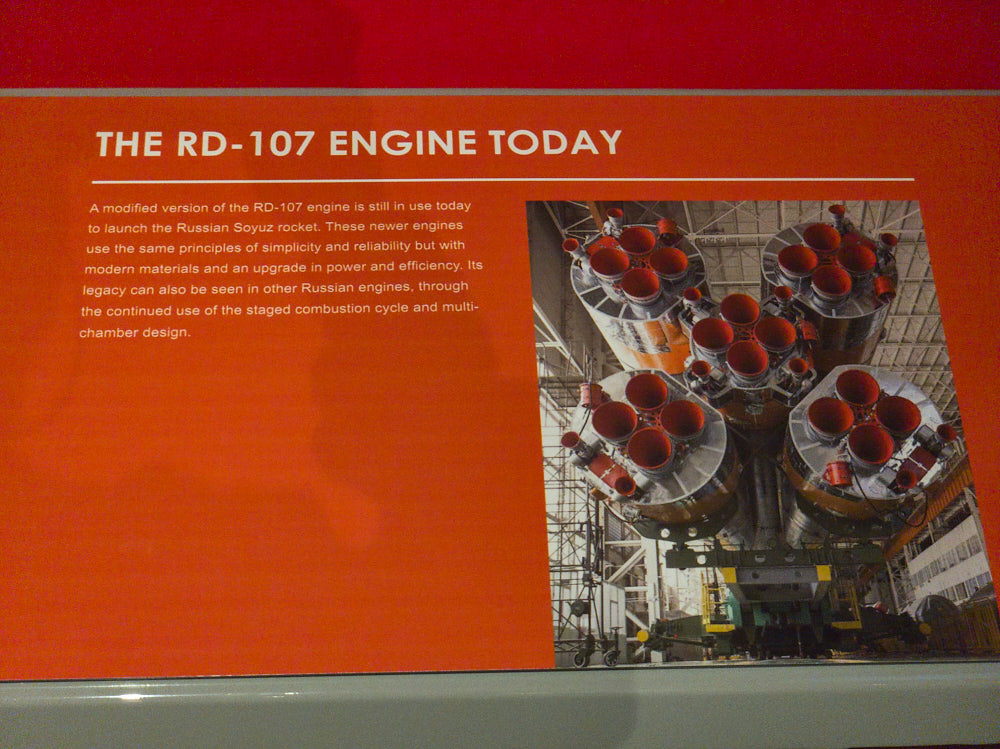 THE RD-107 ENGINE TODAY
A modified version of the RD-107 engine is still in use today
to launch the Russian Soyuz rocket. These newer engines
use the same principles of simplicity and reliability but with
modern materials and an upgrade in power and efficiency. Its
legacy can also be seen in other Russian engines, through
the continued use of the staged combustion cycle and multi-
chamber design.